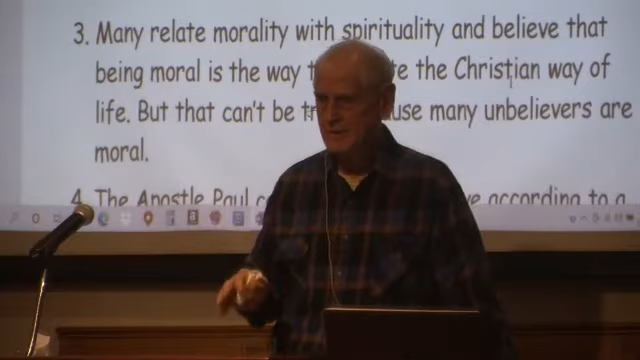 3. Many relate morality with spirituality and believe that
being moral is the way the Christian way of
life. But that can't be many unbelievers are
moral.
4. The Apostle Paul according to a